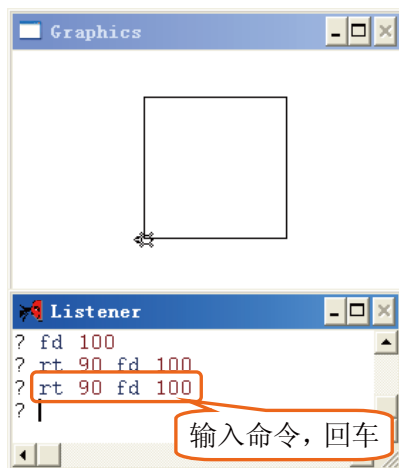 Graphics
Listener
? fd 100
? rt 90 fd 100
? rt 90 fd 100
?
输入命令，回车